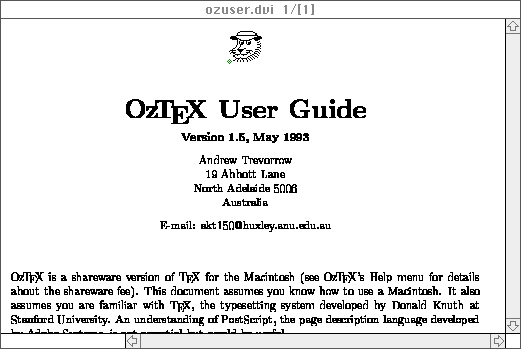 ozuser.dvi 1/[1]
OzTEX User Guide
Version 1.5, May 1993
Andrew Trevorrow
19 Abbott Lane
North Adelaide 5006
Australia
E-mail: akt150@huxley.anu.edu.au
OzTEX is a shareware version of TEX for the Macintosh (see OzTEX's Help menu for details
about the shareware fee). This document assumes you know how to use a Macintosh. It also
assumes you are familiar with TEX, the typesetting system developed by Donald Knuth at
Stanford University. An understanding of PostScript, the page description language developed
by Adobe Systems, is not essential but could be useful.